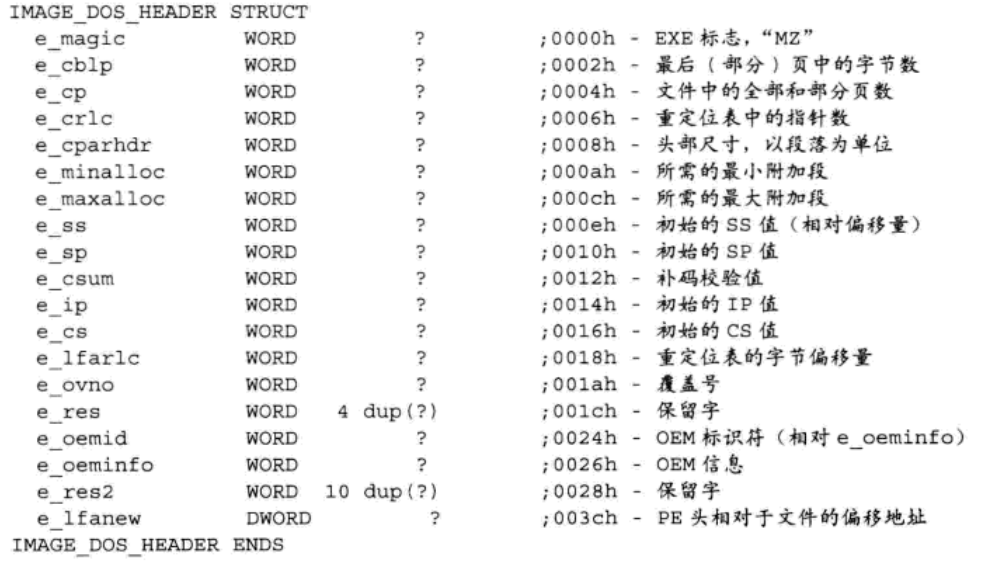 IMAGE_DOS_HEADER STRUCT
e_magic WORD ? ;0000h - EXE 标志，“MZ”
e_cblp WORD ? ;0002h - 最后（部分）页中的字节数
e_cp WORD ? ;0004h - 文件中的全部和部分页数
e_crlc WORD ? ;0006h - 重定位表中的指针数
e_cparhdr WORD ? ;0008h - 头部尺寸，以段落为单位
e_minalloc WORD ? ;000ah - 所需的最小附加段
e_maxalloc WORD ? ;000ch - 所需的最大附加段
e_ss WORD ? ;000eh - 初始的 SS 值（相对偏移量）
e_sp WORD ? ;0010h - 初始的 SP 值
e_csum WORD ? ;0012h - 补码校验值
e_ip WORD ? ;0014h - 初始的 IP 值
e_cs WORD ? ;0016h - 初始的 CS 值
e_lfarlc WORD ? ;0018h - 重定位表的字节偏移量
e_ovno WORD ? ;001ah - 覆盖号
e_res WORD 4 dup(?) ;001ch - 保留字
e_oemid WORD ? ;0024h - OEM 标识符（相对 e_oeminfo）
e_oeminfo WORD ? ;0026h - OEM 信息
e_res2 WORD 10 dup(?) ;0028h - 保留字
e_lfanew DWORD ? ;003ch - PE 头相对于文件的偏移地址
IMAGE_DOS_HEADER ENDS